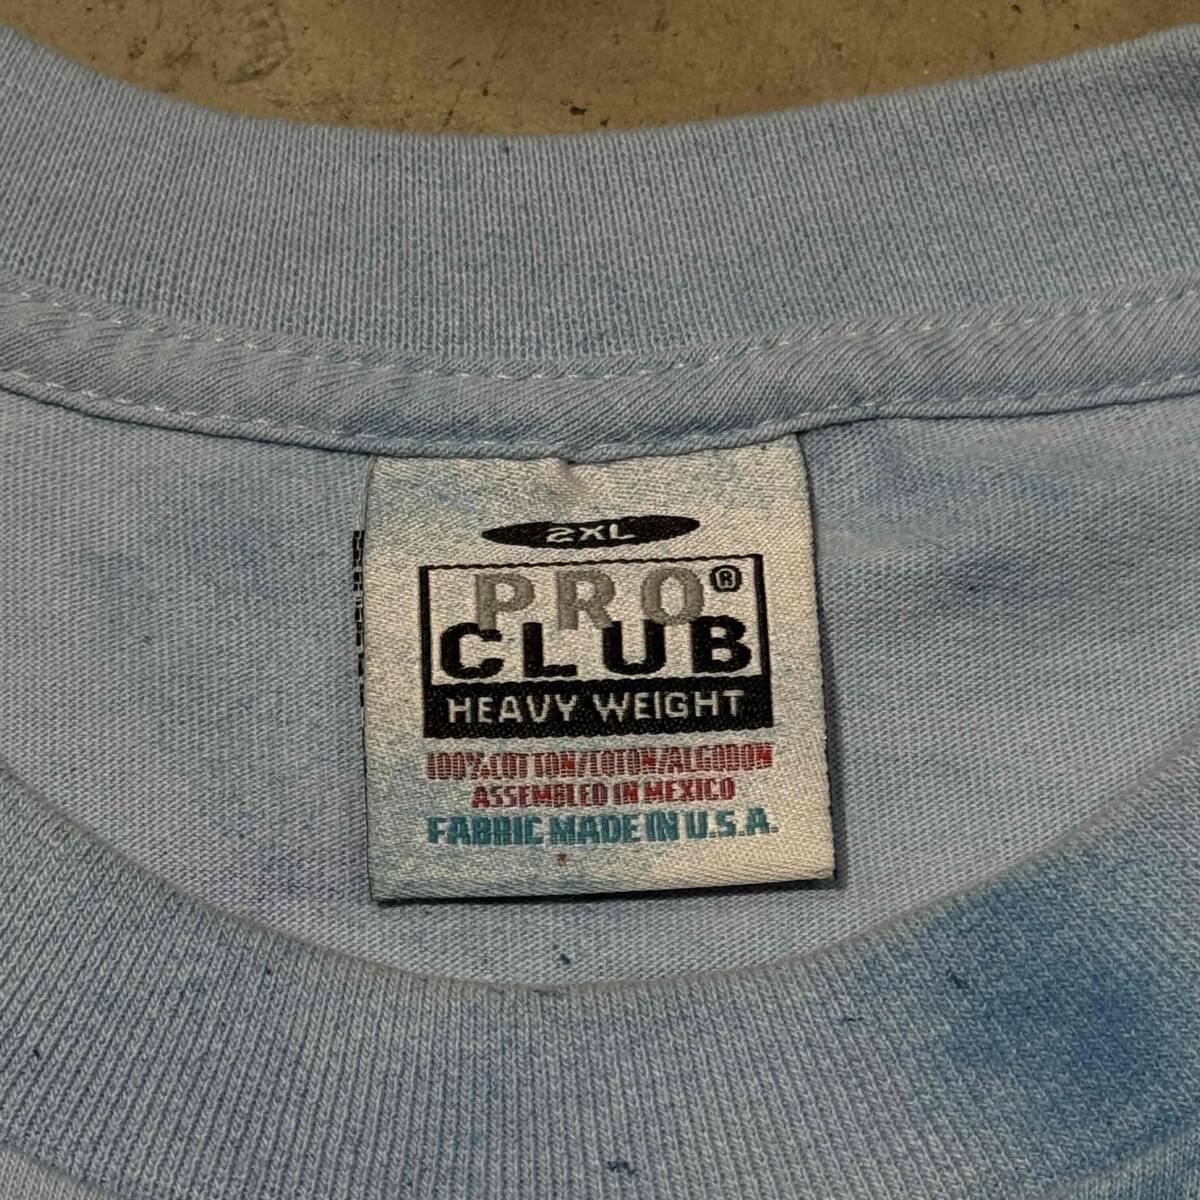 2XL
PRO®
CLUB
HEAVY WEIGHT
100% COTTON/COTON/ALGODON
ASSEMBLED IN MEXICO
FABRIC MADE IN U.S.A.